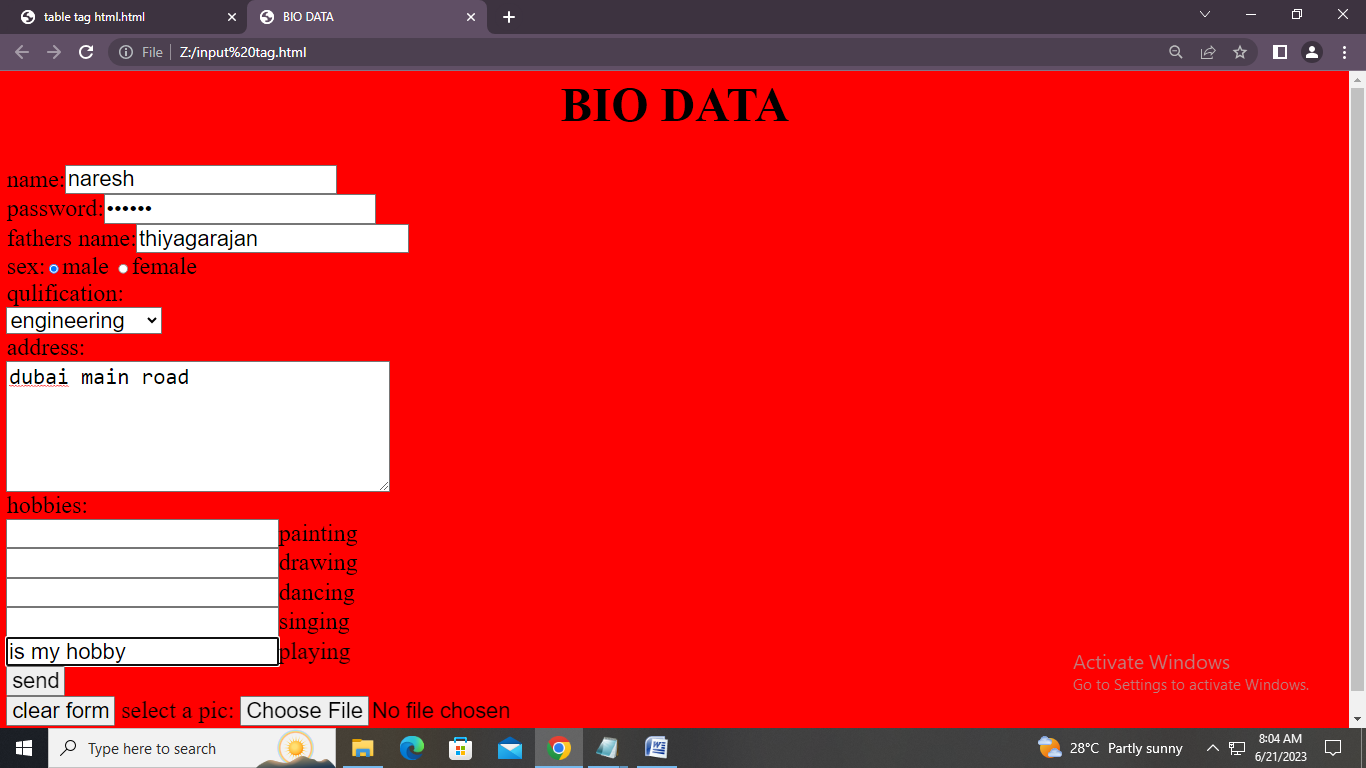 table tag html.html
BIO DATA
File
Z:/input%20tag.html
BIO DATA
name:naresh
password:••••••
fathers name:thiyagarajan
sex: male female
qulification:
engineering
address:
dubai main road
hobbies:
painting
drawing
dancing
singing
is my hobby playing
send
clear form select a pic: Choose File No file chosen
Activate Windows
Go to Settings to activate Windows.
Type here to search
28°C Partly sunny
8:04 AM
6/21/2023